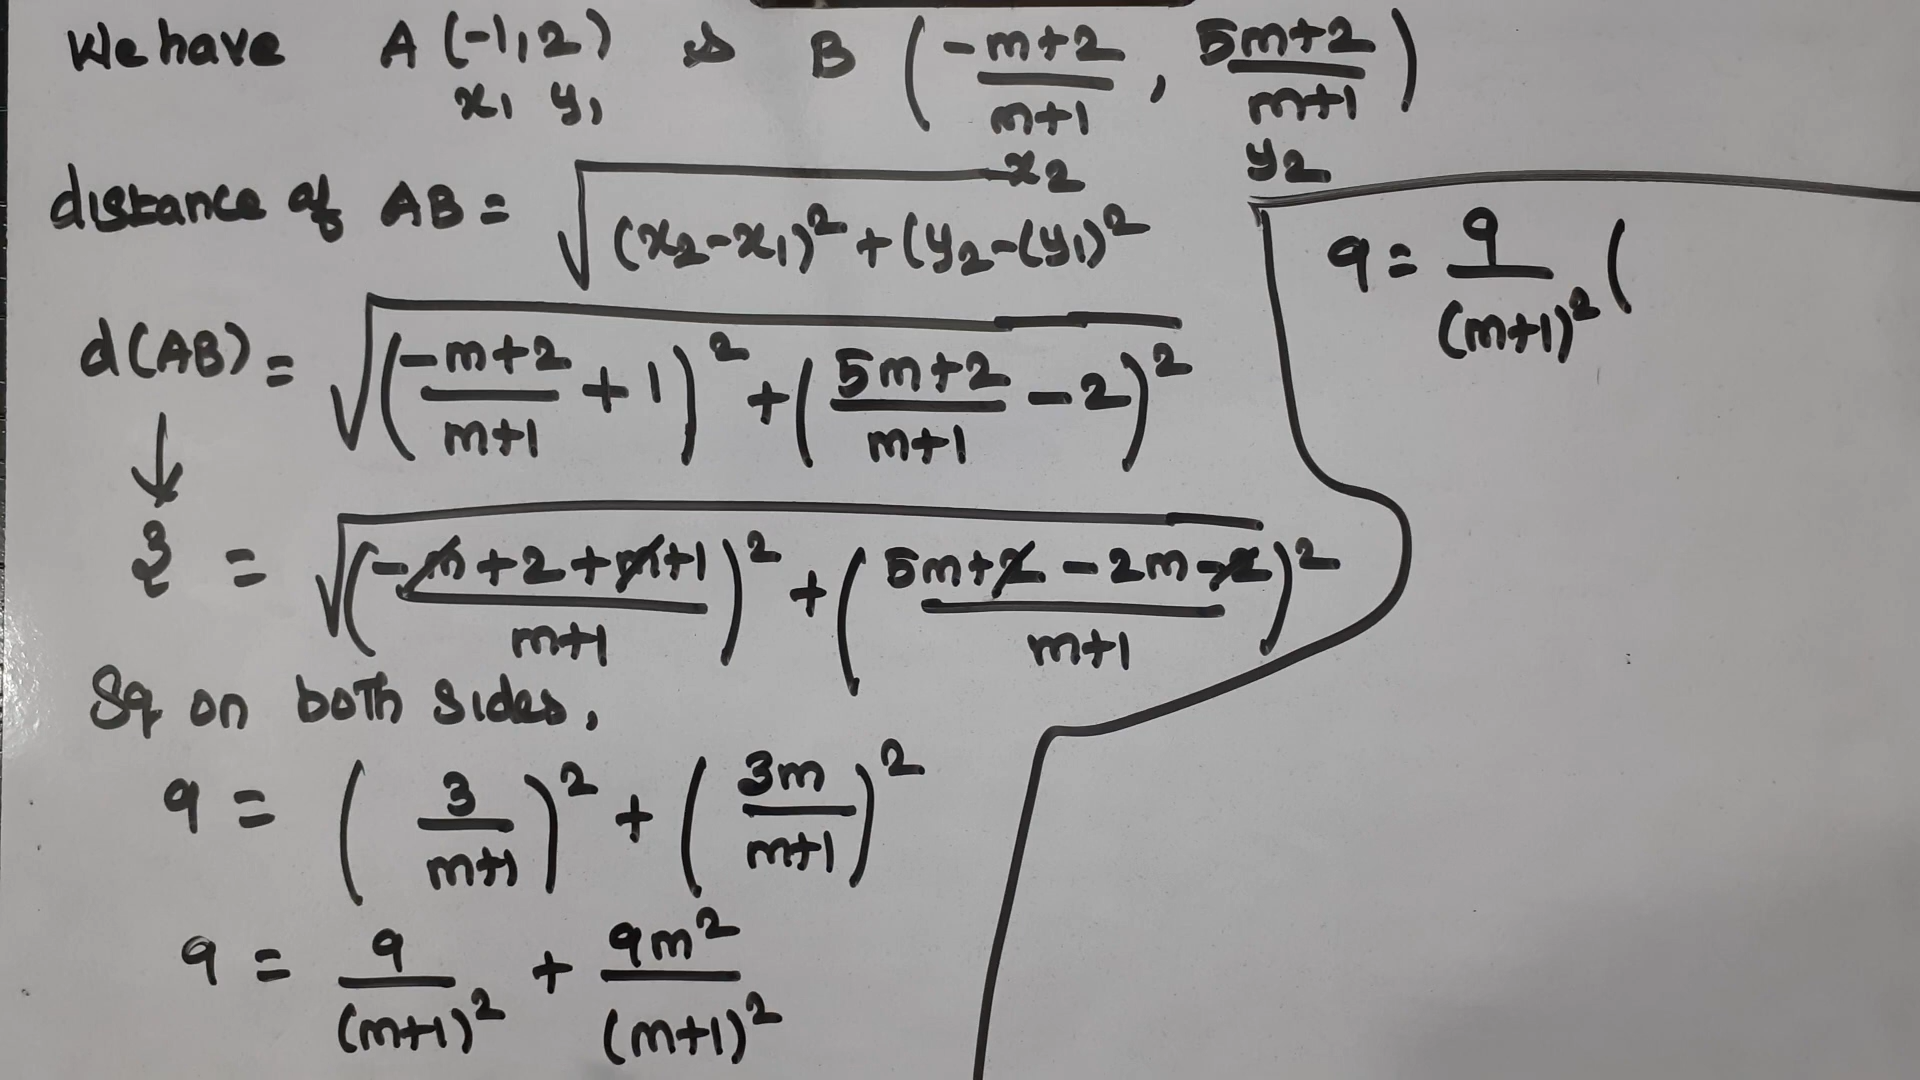 We have A (-1,2) & B ( -m+2/m+1 , 5m+2/m+1 )
x1 y1 x2 y2
distance of AB = √(x2-x1)² + (y2-(y1)²
d(AB) = √( -m+2/m+1 + 1 )² + ( 5m+2/m+1 - 2 )²
↓
3 = √( -m+2+m+1/m+1 )² + ( 5m+2-2m-2/m+1 )²
Sq on both sides,
9 = ( 3/m+1 )² + ( 3m/m+1 )²
9 = 9/(m+1)² + 9m²/(m+1)²
9 = 9/(m+1)² (